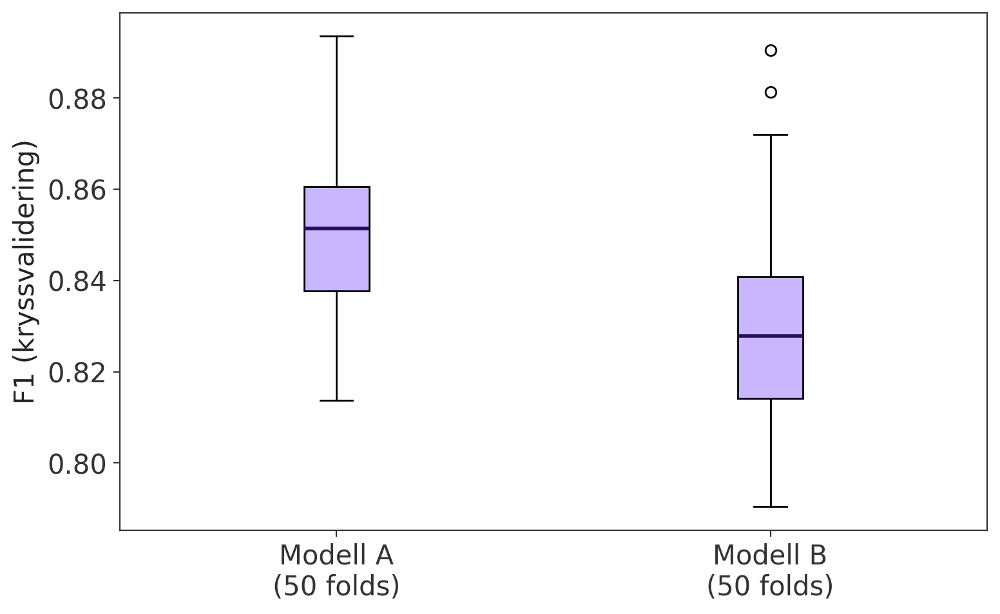 F1 (kryssvalidering)
0.88
0.86
0.84
0.82
0.80
Modell A
(50 folds)
Modell B
(50 folds)